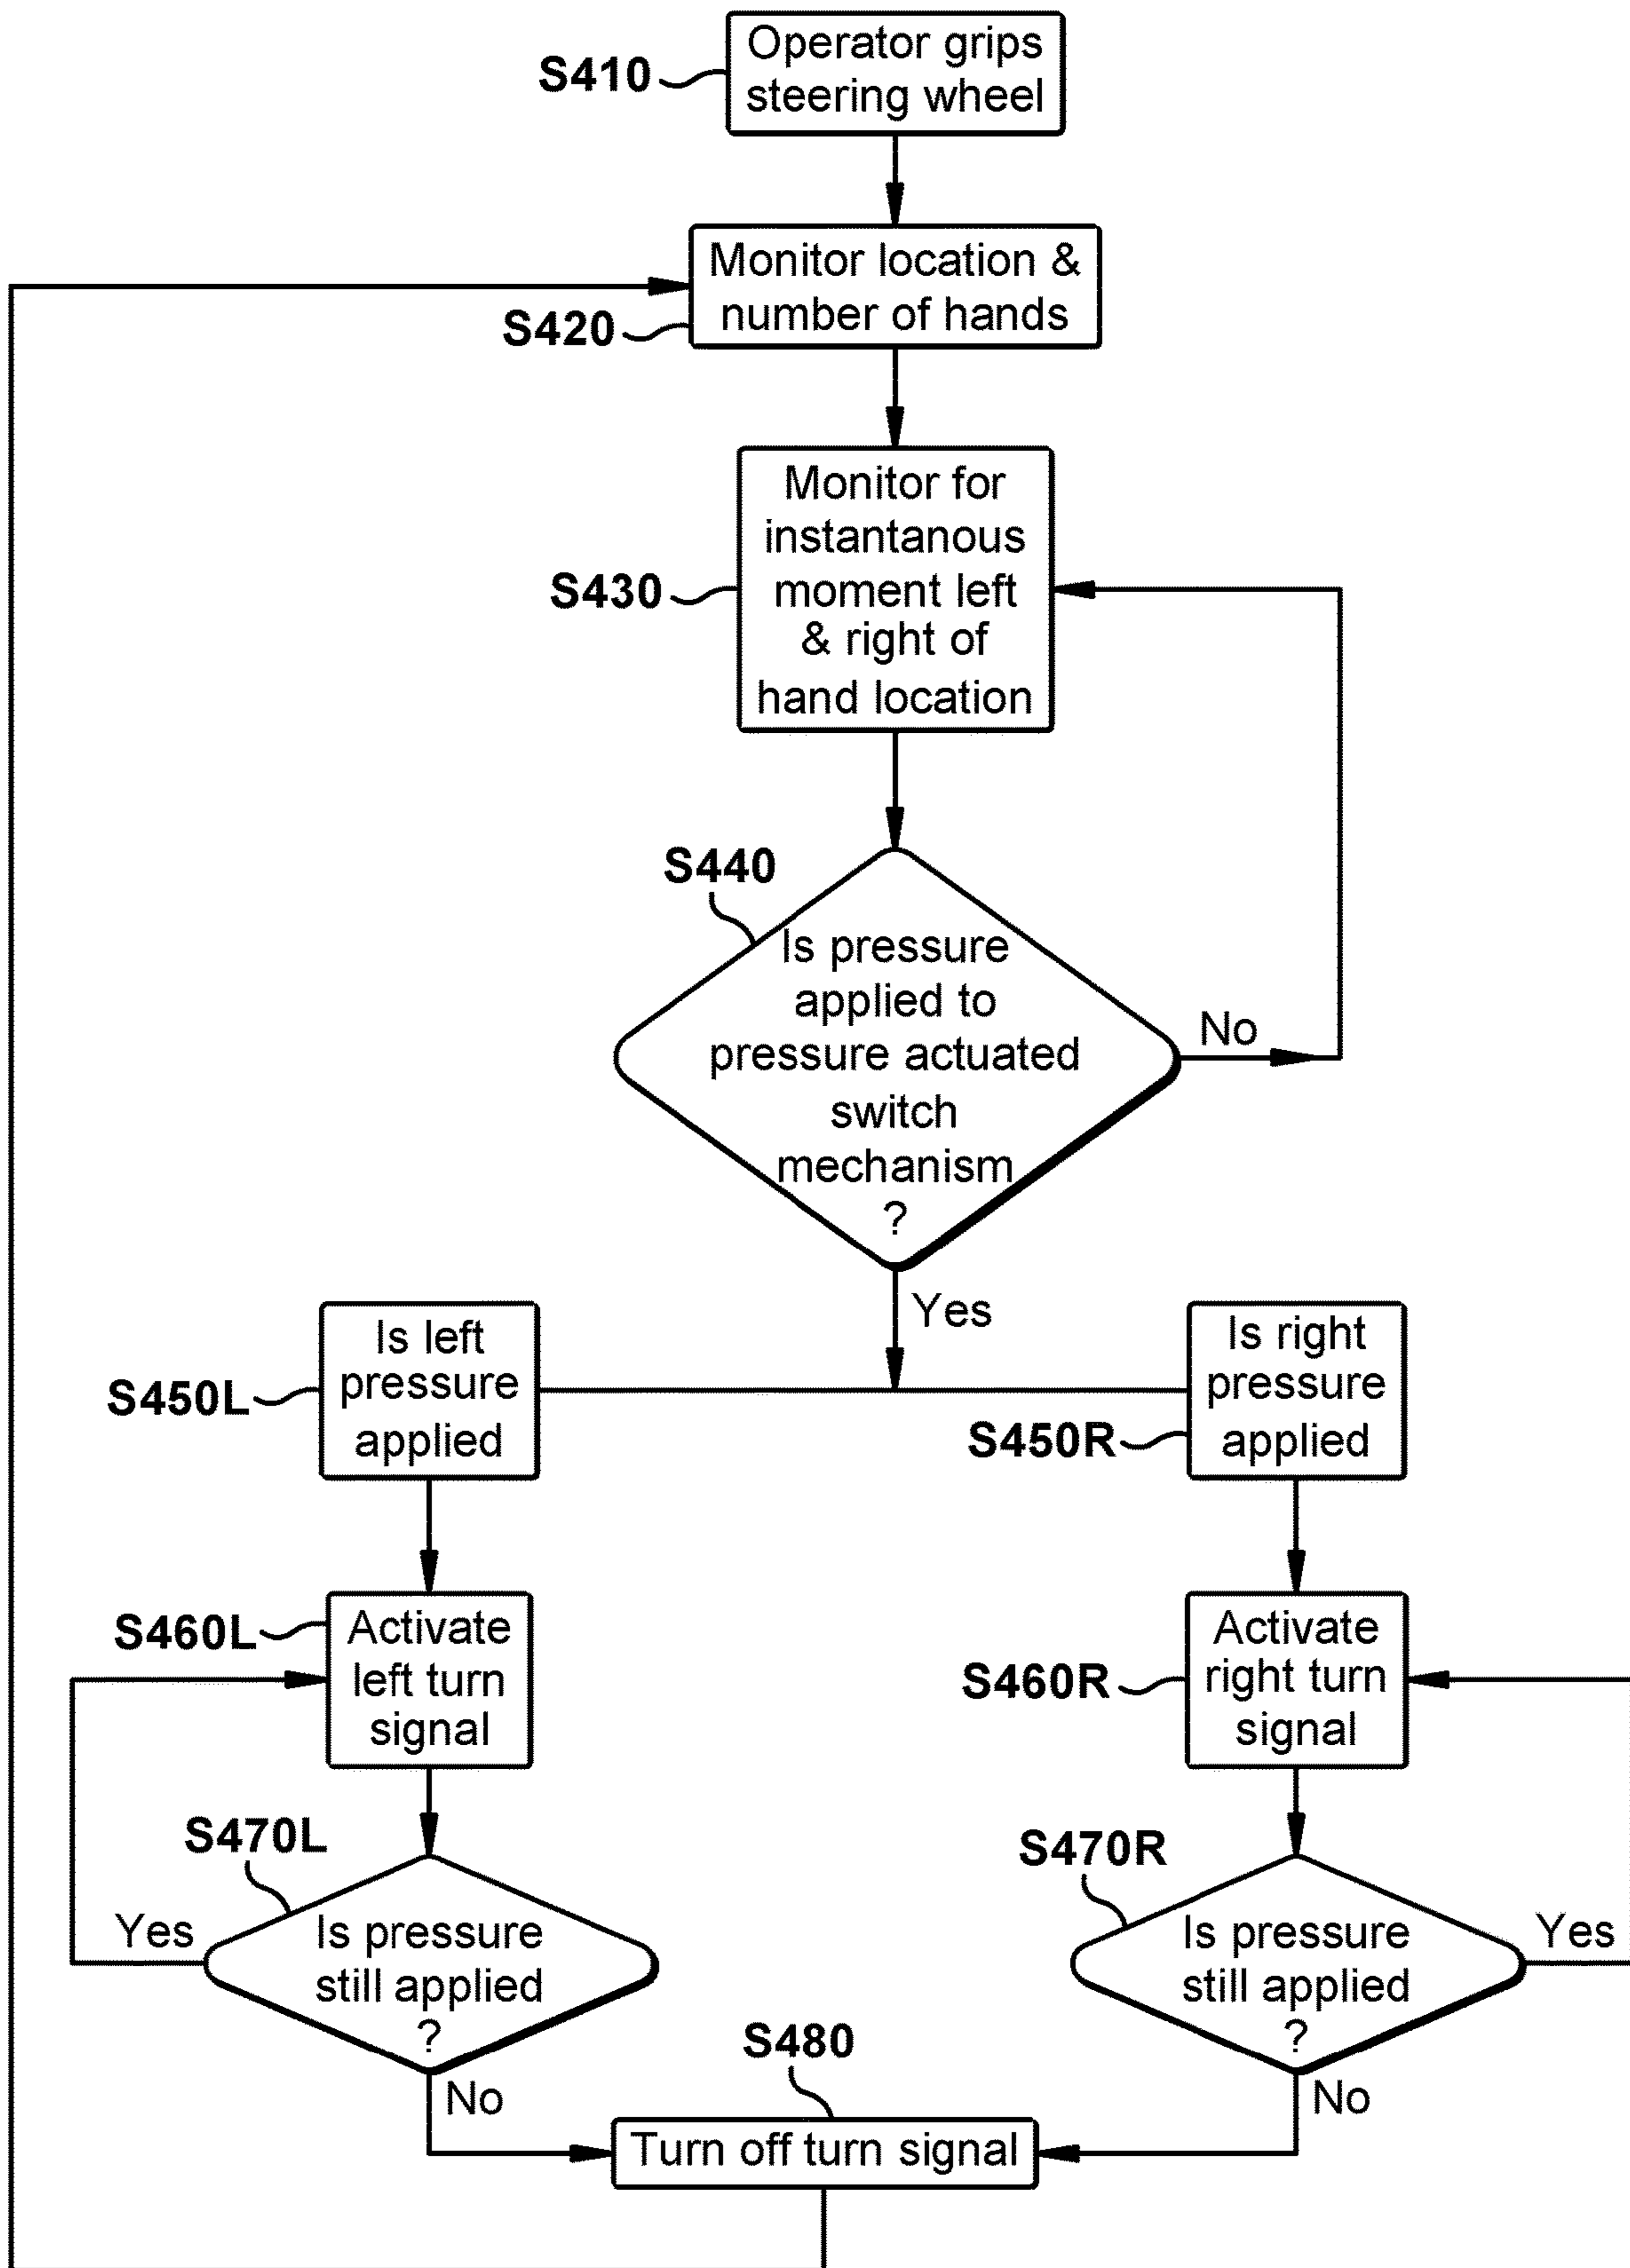 Operator grips
steering wheel
S410
Monitor location &
number of hands
S420
Monitor for
instantanous
moment left
& right of
hand location
S430
S440
Is pressure
applied to
pressure actuated
switch
mechanism
?
No
Yes
Is left
pressure
applied
S450L
Is right
pressure
applied
S450R
Activate
left turn
signal
S460L
Activate
right turn
signal
S460R
S470L
Is pressure
still applied
?
Yes
No
S470R
Is pressure
still applied
?
Yes
No
S480
Turn off turn signal